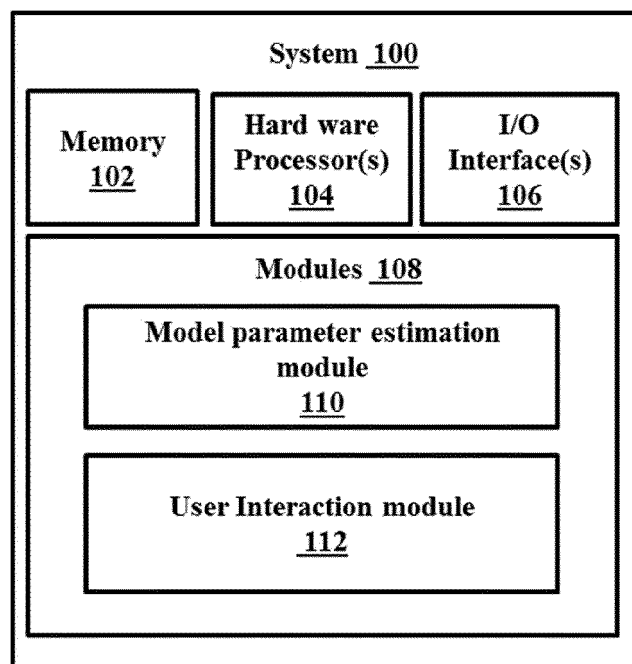 System 100
Memory
102
Hard ware
Processor(s)
104
I/O
Interface(s)
106
Modules 108
Model parameter estimation
module
110
User Interaction module
112